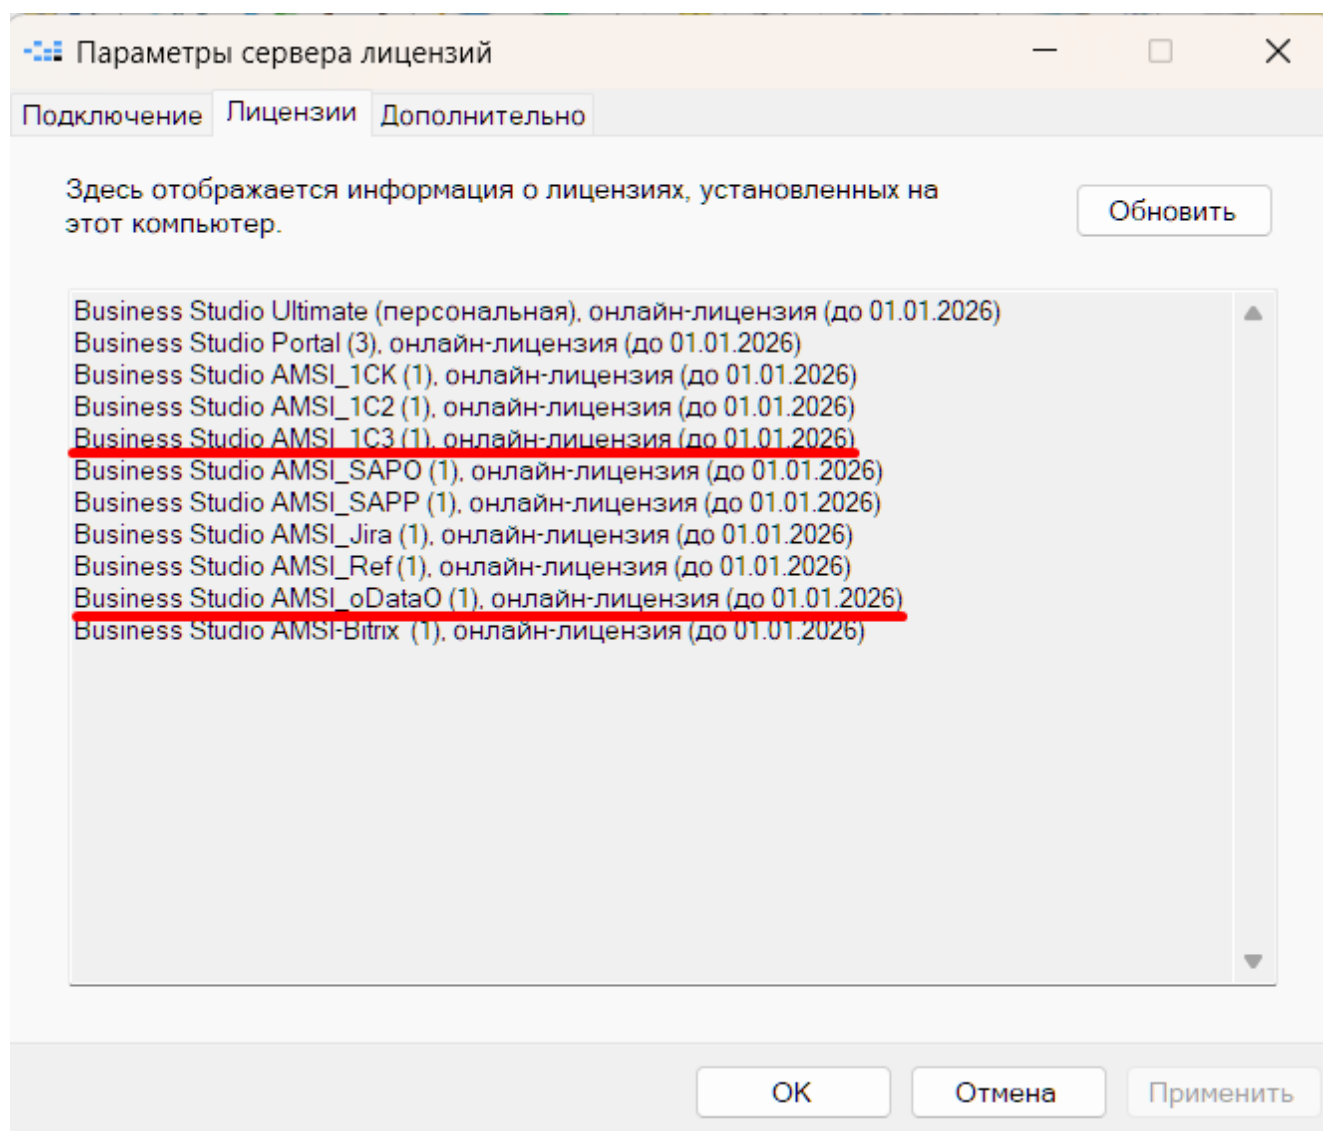 Параметры сервера лицензий
Подключение Лицензии Дополнительно
Здесь отображается информация о лицензиях, установленных на
этот компьютер.
Обновить
Business Studio Ultimate (персональная), онлайн-лицензия (до 01.01.2026)
Business Studio Portal (3), онлайн-лицензия (до 01.01.2026)
Business Studio AMSI_1CK (1), онлайн-лицензия (до 01.01.2026)
Business Studio AMSI_1C2 (1), онлайн-лицензия (до 01.01.2026)
Business Studio AMSI_1C3 (1), онлайн-лицензия (до 01.01.2026)
Business Studio AMSI_SAPO (1), онлайн-лицензия (до 01.01.2026)
Business Studio AMSI_SAPP (1), онлайн-лицензия (до 01.01.2026)
Business Studio AMSI_Jira (1), онлайн-лицензия (до 01.01.2026)
Business Studio AMSI_Ref (1), онлайн-лицензия (до 01.01.2026)
Business Studio AMSI_oDataO (1), онлайн-лицензия (до 01.01.2026)
Business Studio AMSI-Bitrix (1), онлайн-лицензия (до 01.01.2026)
OK Отмена Применить